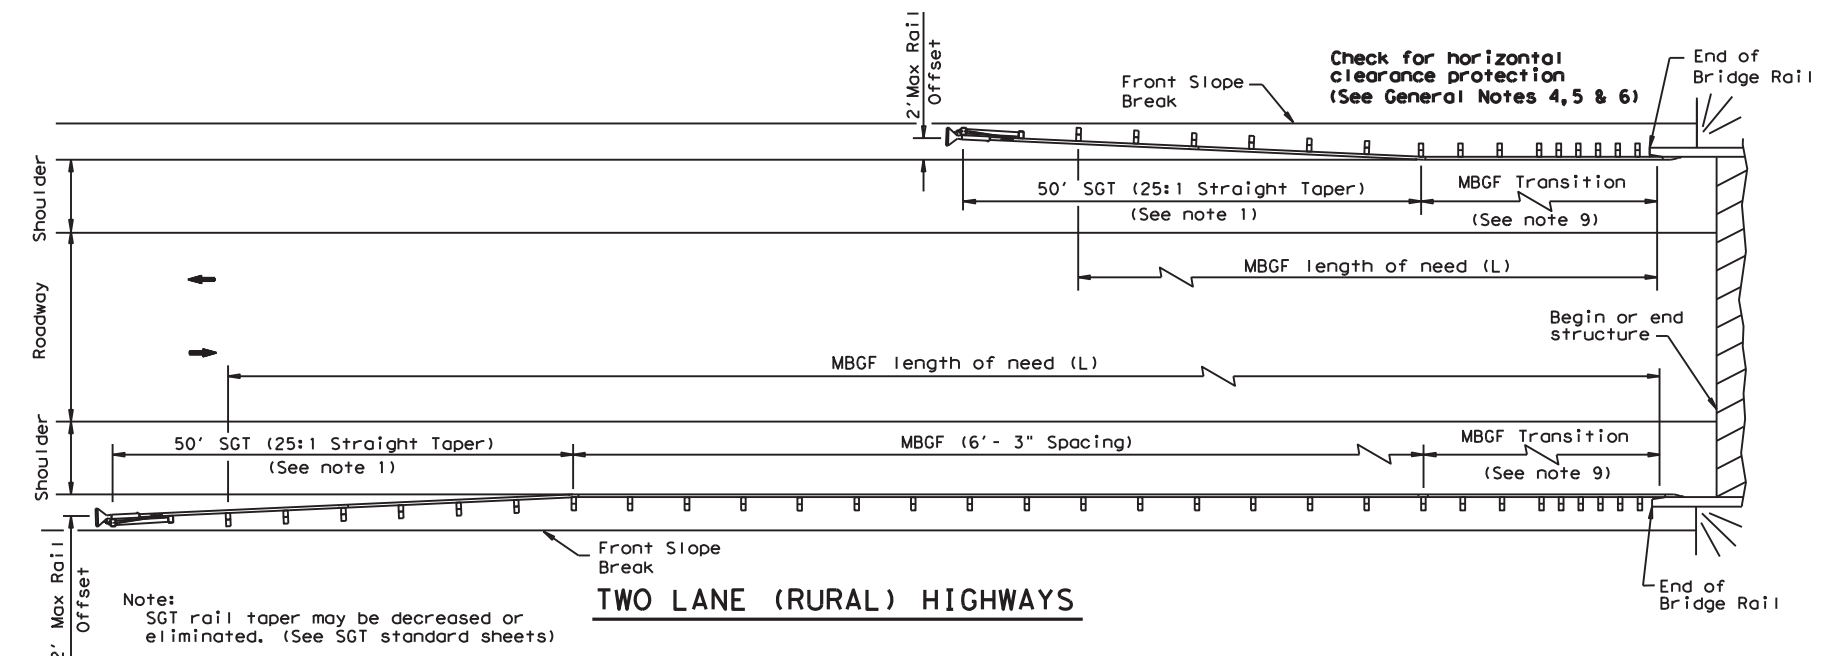 2' Max Rail
Offset
Front Slope
Break
Check for horizontal
clearance protection
(See General Notes 4,5 & 6)
End of
Bridge Rail
Shoulder
50' SGT (25:1 Straight Taper)
(See note 1)
MBGF Transition
(See note 9)
MBGF length of need (L)
Roadway
Begin or end
structure
MBGF length of need (L)
Shoulder
50' SGT (25:1 Straight Taper)
(See note 1)
MBGF (6'- 3" Spacing)
MBGF Transition
(See note 9)
2' Max Rail
Offset
Front Slope
Break
End of
Bridge Rail
TWO LANE (RURAL) HIGHWAYS
Note:
SGT rail taper may be decreased or
eliminated. (See SGT standard sheets)